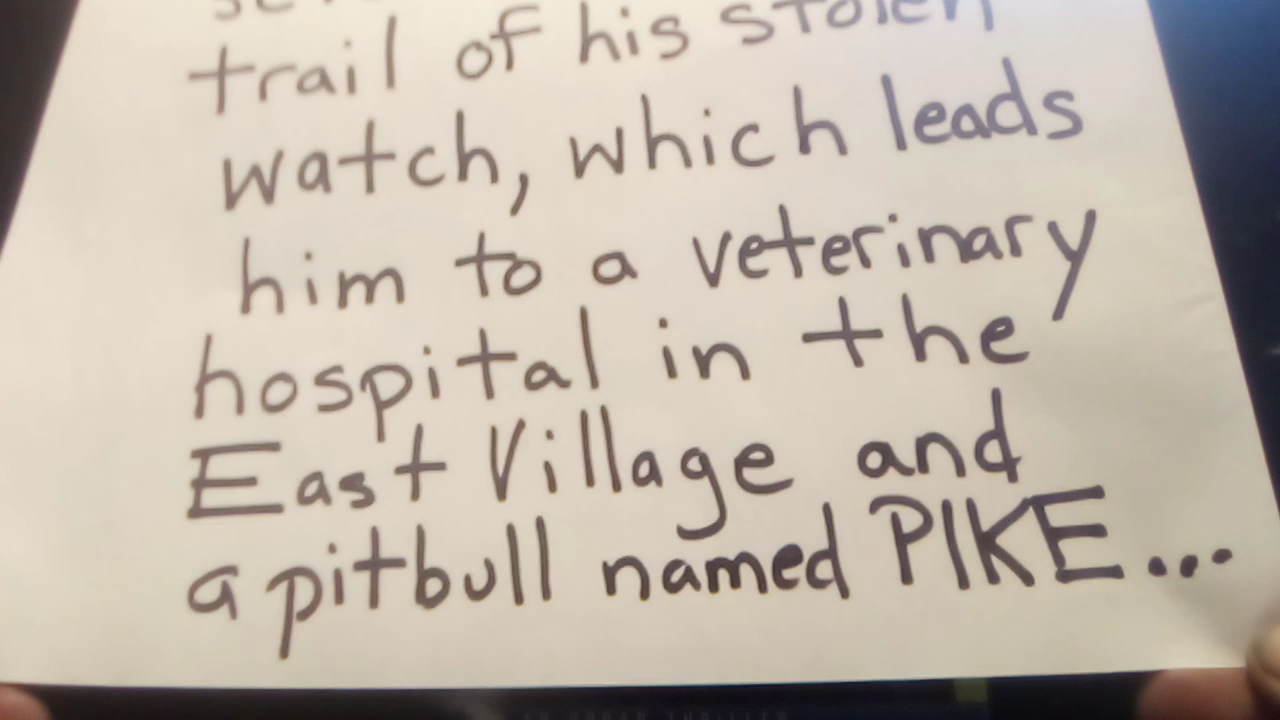 trail of his stolen
watch, which leads
him to a veterinary
hospital in the
East Village and
a pitbull named PIKE...